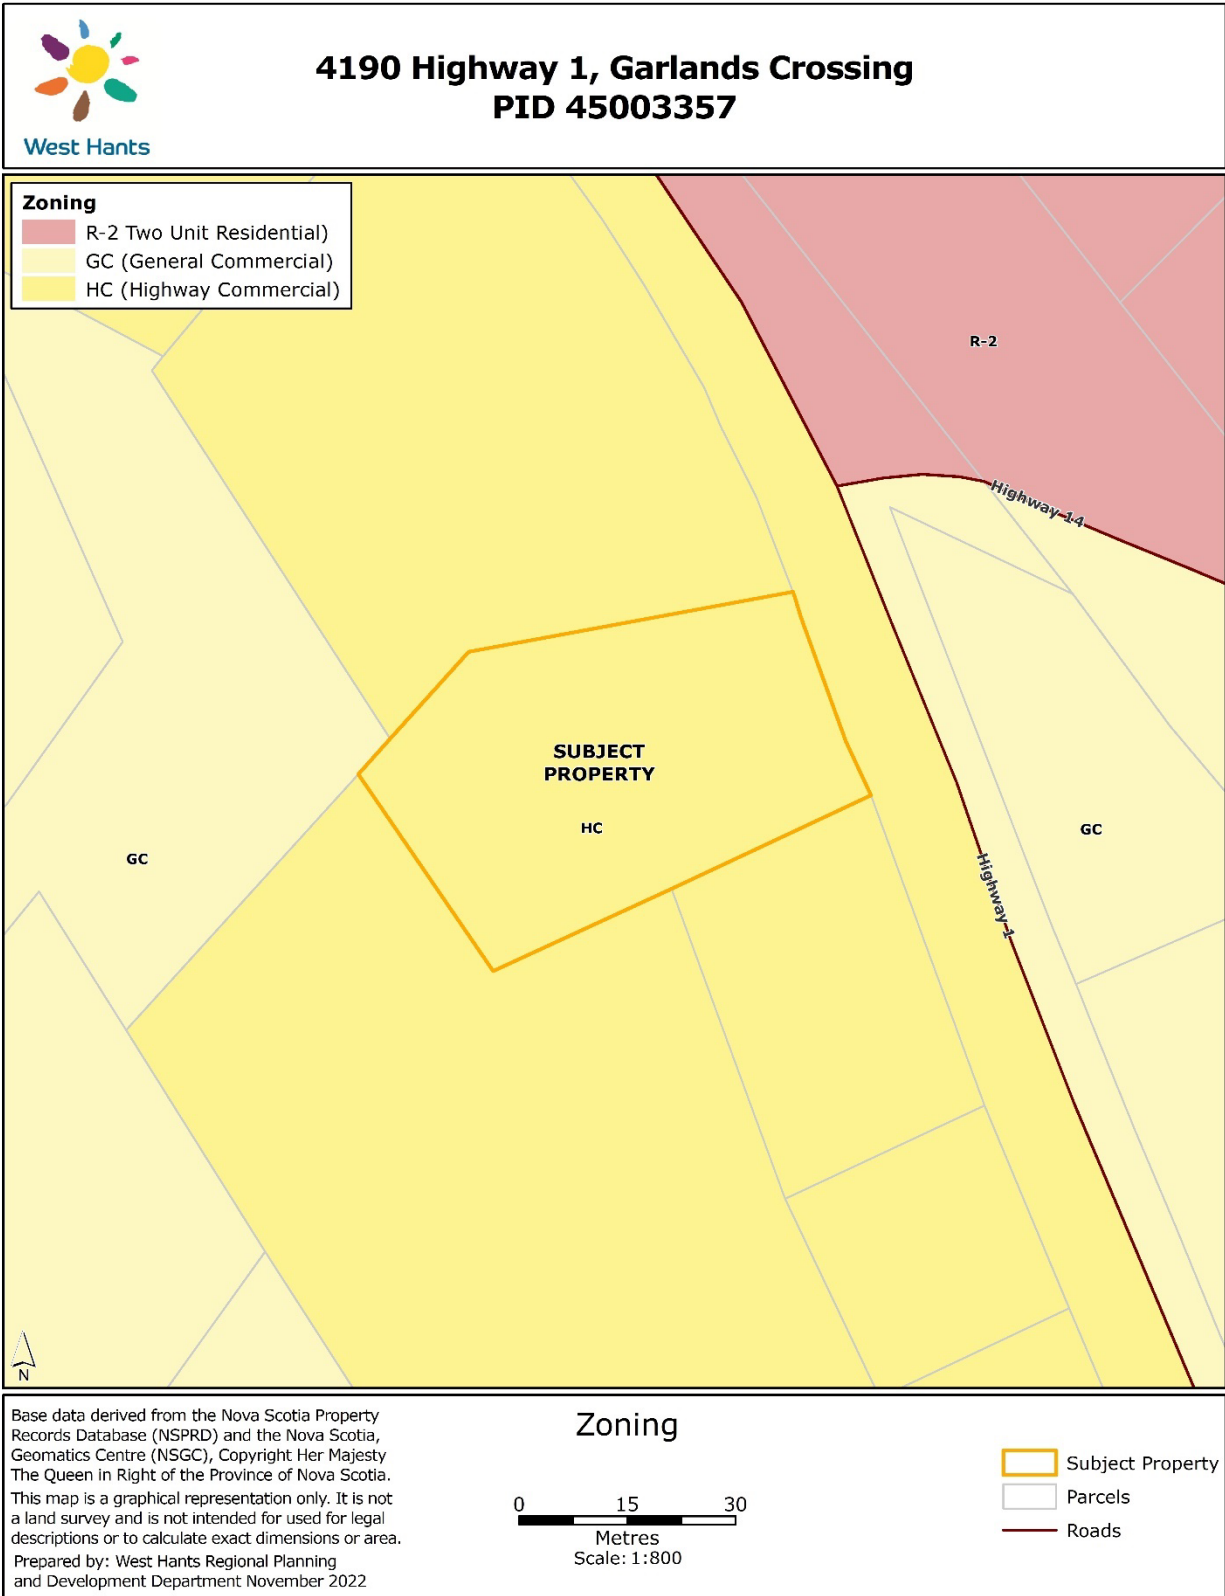 West Hants
4190 Highway 1, Garlands Crossing
PID 45003357
Zoning
R-2 Two Unit Residential)
GC (General Commercial)
HC (Highway Commercial)
R-2
Highway 14
SUBJECT
PROPERTY
HC
GC
GC
Highway 1
N
Base data derived from the Nova Scotia Property
Records Database (NSPRD) and the Nova Scotia,
Geomatics Centre (NSGC), Copyright Her Majesty
The Queen in Right of the Province of Nova Scotia.
This map is a graphical representation only. It is not
a land survey and is not intended for used for legal
descriptions or to calculate exact dimensions or area.
Prepared by: West Hants Regional Planning
and Development Department November 2022
Zoning
0 15 30
Metres
Scale: 1:800
Subject Property
Parcels
Roads